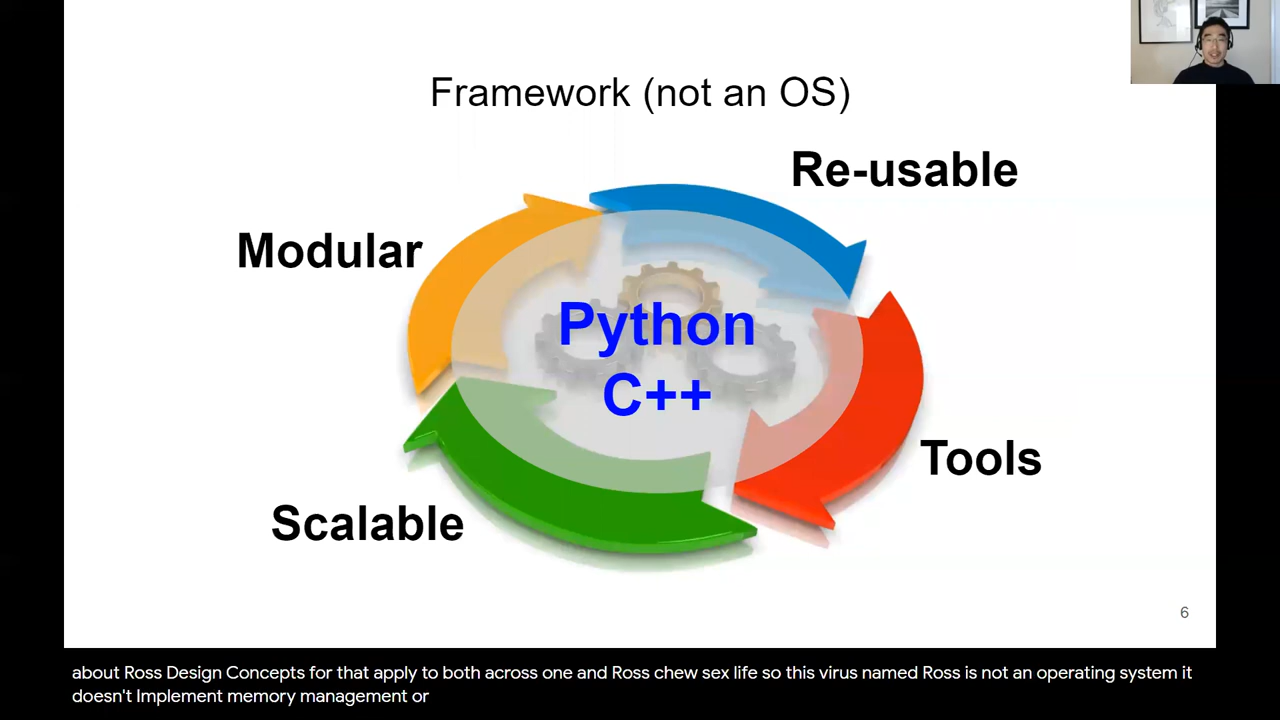 Framework (not an OS)
Re-usable
Modular
Python
C++
Tools
Scalable
6
about Ross Design Concepts for that apply to both across one and Ross chew sex life so this virus named Ross is not an operating system it
doesn't Implement memory management or